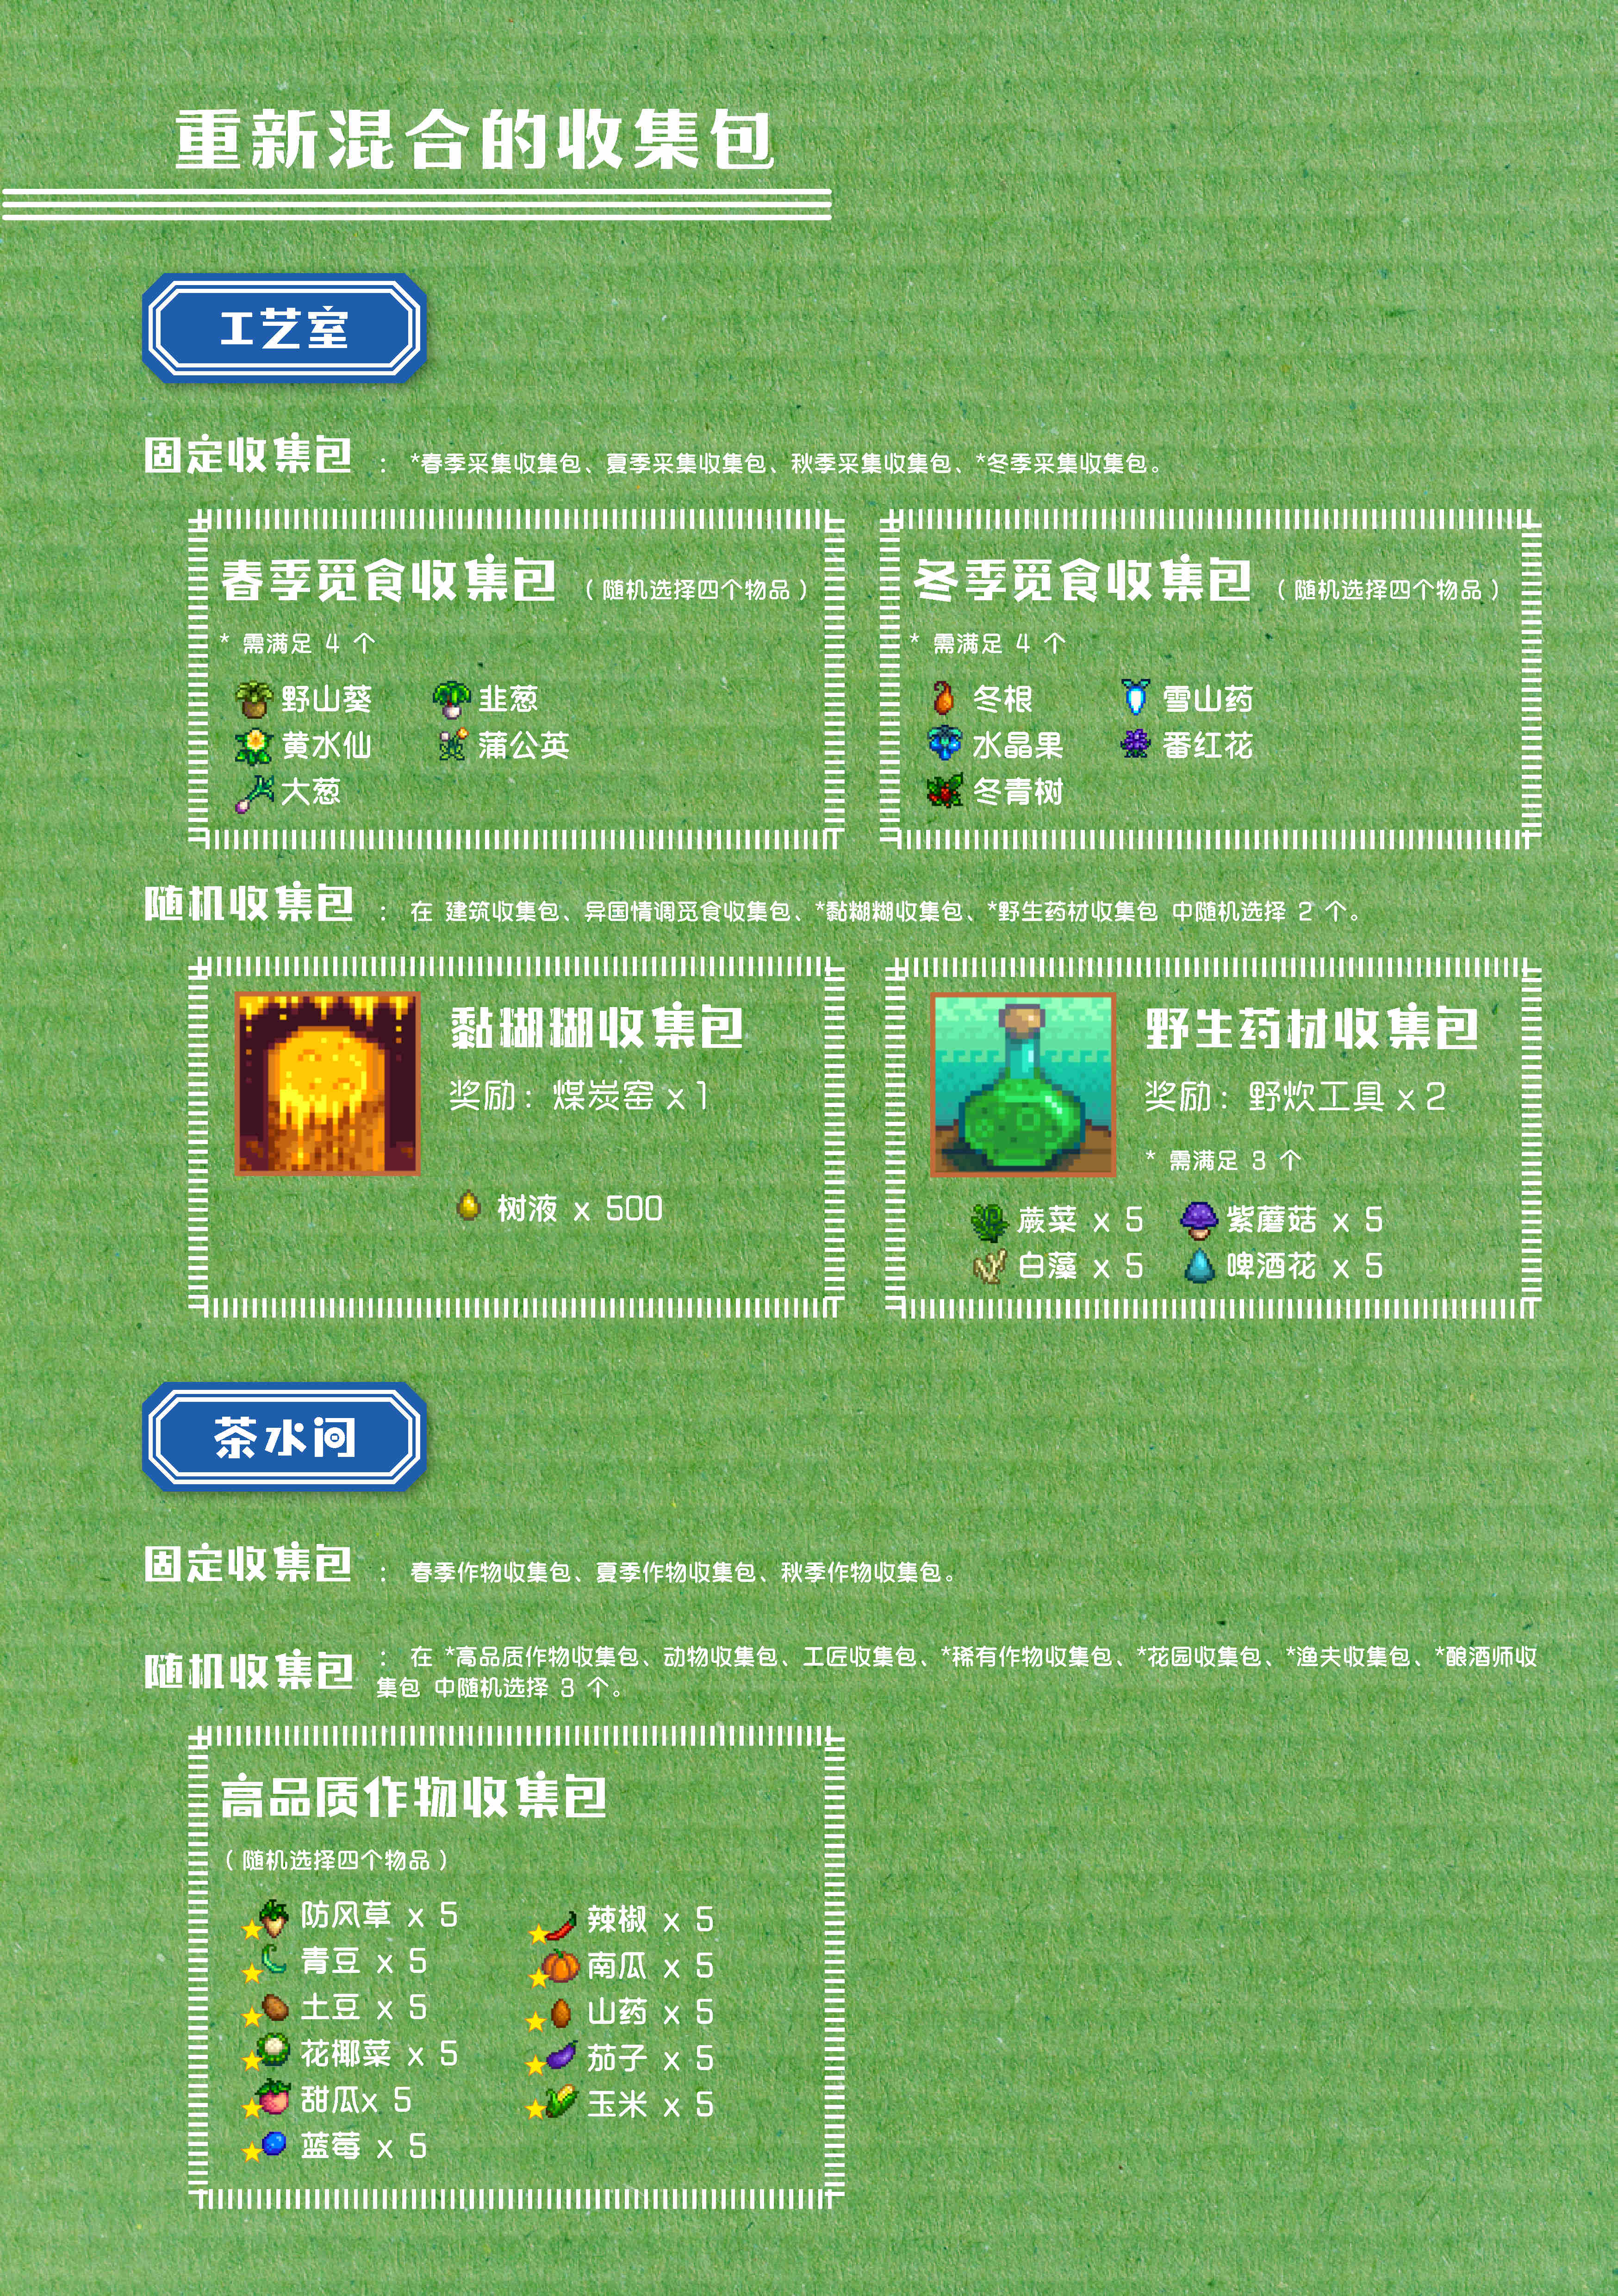 重新混合的收集包
工艺室
固定收集包 ： *春季采集收集包、夏季采集收集包、秋季采集收集包、*冬季采集收集包。
春季觅食收集包 （随机选择四个物品）
* 需满足 4 个
野山葵 韭葱
黄水仙 蒲公英
大葱
冬季觅食收集包 （随机选择四个物品）
* 需满足 4 个
冬根 雪山药
水晶果 番红花
冬青树
随机收集包 ： 在 建筑收集包、异国情调觅食收集包、*黏糊糊收集包、*野生药材收集包 中随机选择 2 个。
黏糊糊收集包
奖励：煤炭窑 x 1
树液 x 500
野生药材收集包
奖励：野炊工具 x 2
* 需满足 3 个
蕨菜 x 5 紫蘑菇 x 5
白藻 x 5 啤酒花 x 5
茶水间
固定收集包 ： 春季作物收集包、夏季作物收集包、秋季作物收集包。
随机收集包 ： 在 *高品质作物收集包、动物收集包、工匠收集包、*稀有作物收集包、*花园收集包、*渔夫收集包、*酿酒师收
集包 中随机选择 3 个。
高品质作物收集包
（随机选择四个物品）
防风草 x 5 辣椒 x 5
青豆 x 5 南瓜 x 5
土豆 x 5 山药 x 5
花椰菜 x 5 茄子 x 5
甜瓜x 5 玉米 x 5
蓝莓 x 5